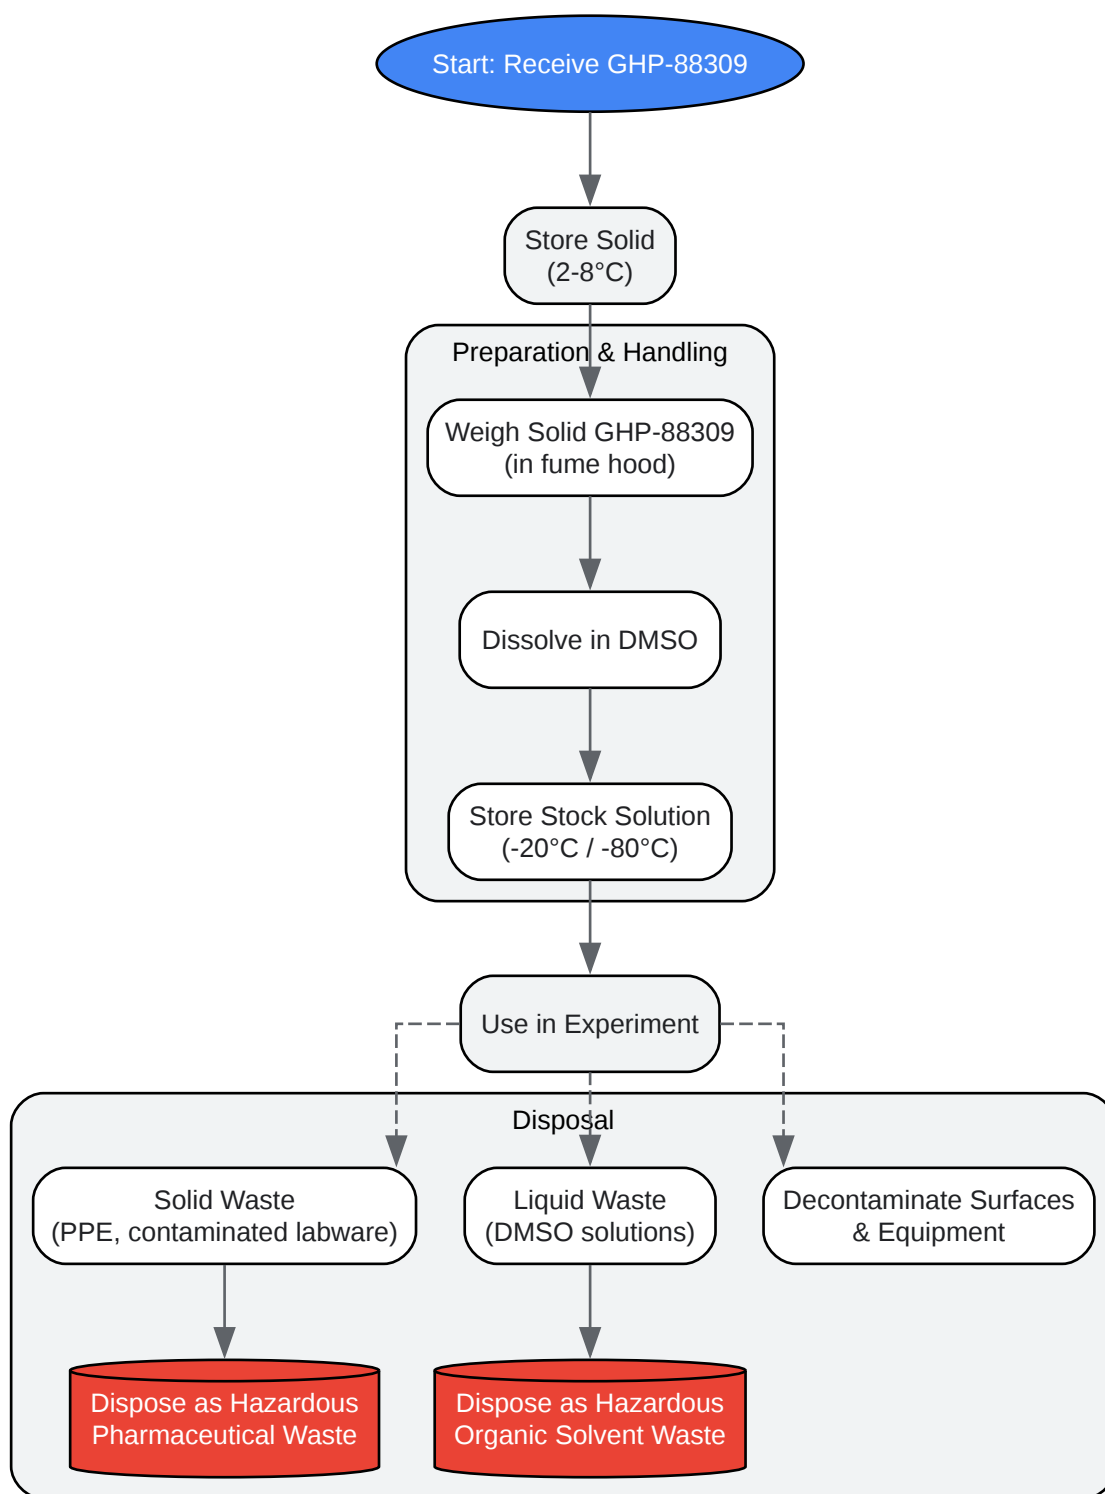 Start: Receive GHP-88309
Store Solid
(2-8°C)
Preparation & Handling
Weigh Solid GHP-88309
(in fume hood)
Dissolve in DMSO
Store Stock Solution
(-20°C / -80°C)
Use in Experiment
Disposal
Solid Waste
(PPE, contaminated labware)
Liquid Waste
(DMSO solutions)
Decontaminate Surfaces
& Equipment
Dispose as Hazardous
Pharmaceutical Waste
Dispose as Hazardous
Organic Solvent Waste